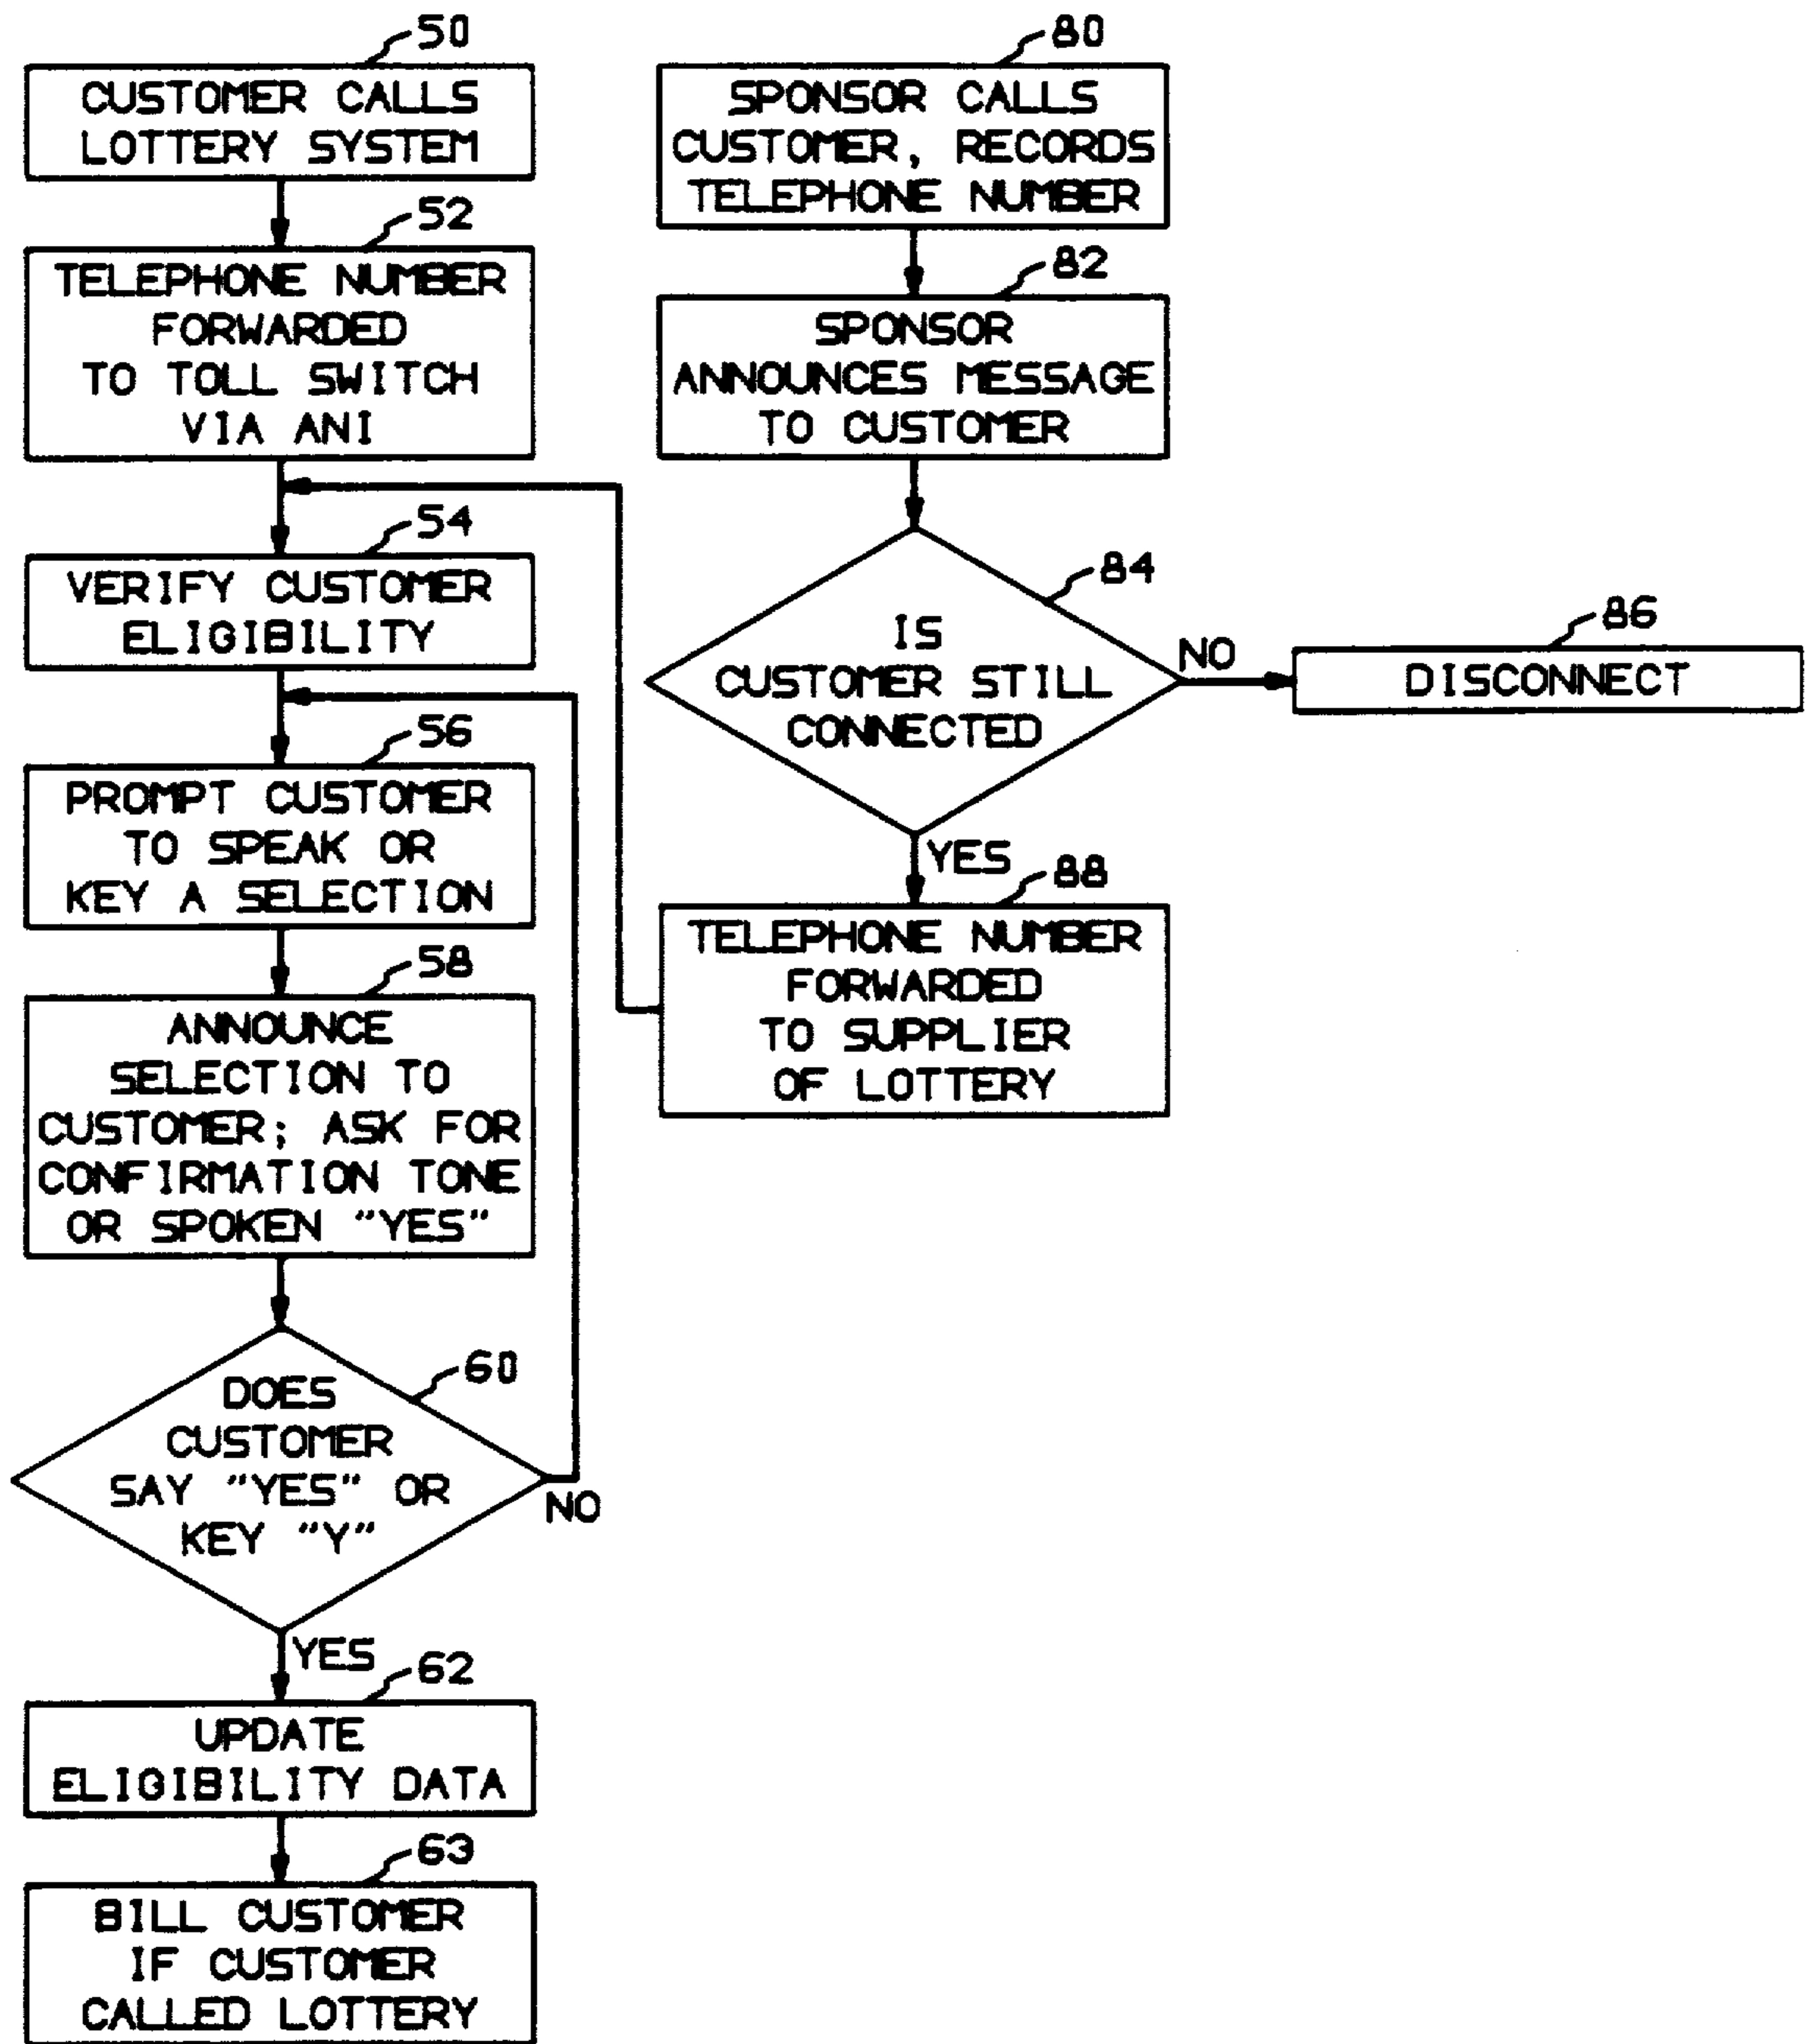 50
CUSTOMER CALLS
LOTTERY SYSTEM
52
TELEPHONE NUMBER
FORWARDED
TO TOLL SWITCH
VIA ANI
54
VERIFY CUSTOMER
ELIGIBILITY
56
PROMPT CUSTOMER
TO SPEAK OR
KEY A SELECTION
58
ANNOUNCE
SELECTION TO
CUSTOMER; ASK FOR
CONFIRMATION TONE
OR SPOKEN "YES"
60
DOES
CUSTOMER
SAY "YES" OR
KEY "Y"
NO
YES
62
UPDATE
ELIGIBILITY DATA
63
BILL CUSTOMER
IF CUSTOMER
CALLED LOTTERY
80
SPONSOR CALLS
CUSTOMER, RECORDS
TELEPHONE NUMBER
82
SPONSOR
ANNOUNCES MESSAGE
TO CUSTOMER
84
IS
CUSTOMER STILL
CONNECTED
NO
86
DISCONNECT
YES
88
TELEPHONE NUMBER
FORWARDED
TO SUPPLIER
OF LOTTERY